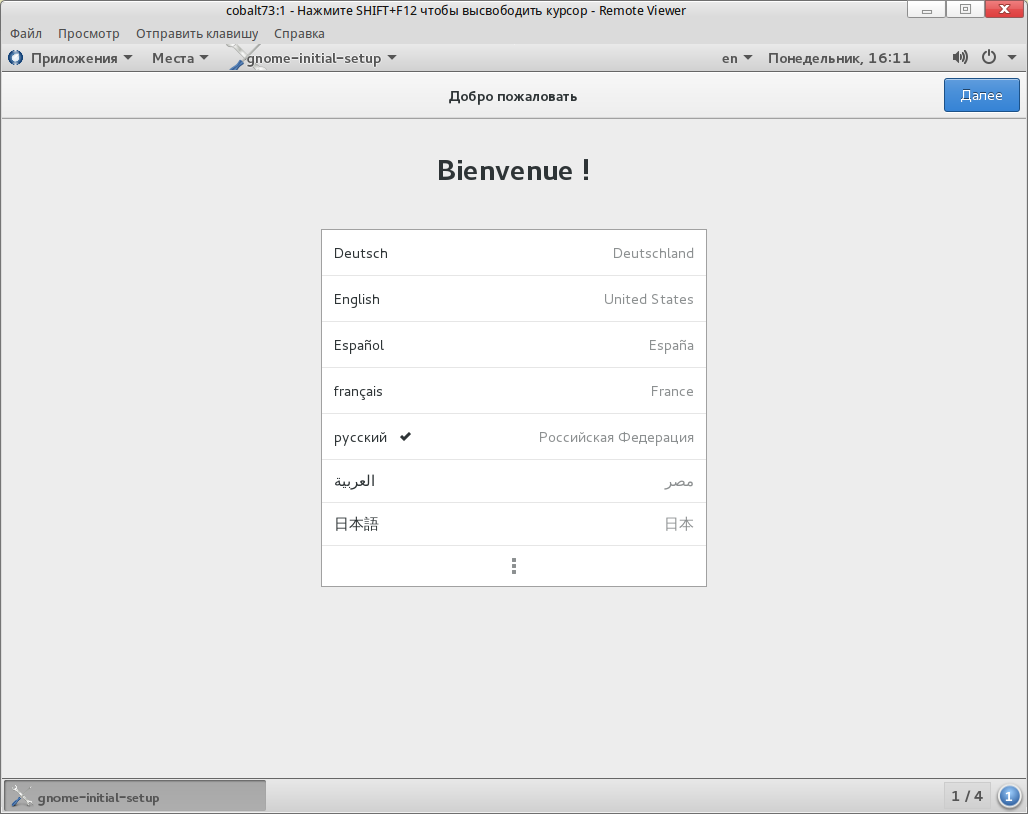 cobalt73:1 - Нажмите SHIFT+F12 чтобы высвободить курсор - Remote Viewer
Файл Просмотр Отправить клавишу Справка
Приложения Места gnome-initial-setup en Понедельник, 16:11
Добро пожаловать Далее
Bienvenue !
Deutsch Deutschland
English United States
Español España
français France
русский Российская Федерация
العربية مصر
日本語 日本
gnome-initial-setup 1 / 4 1